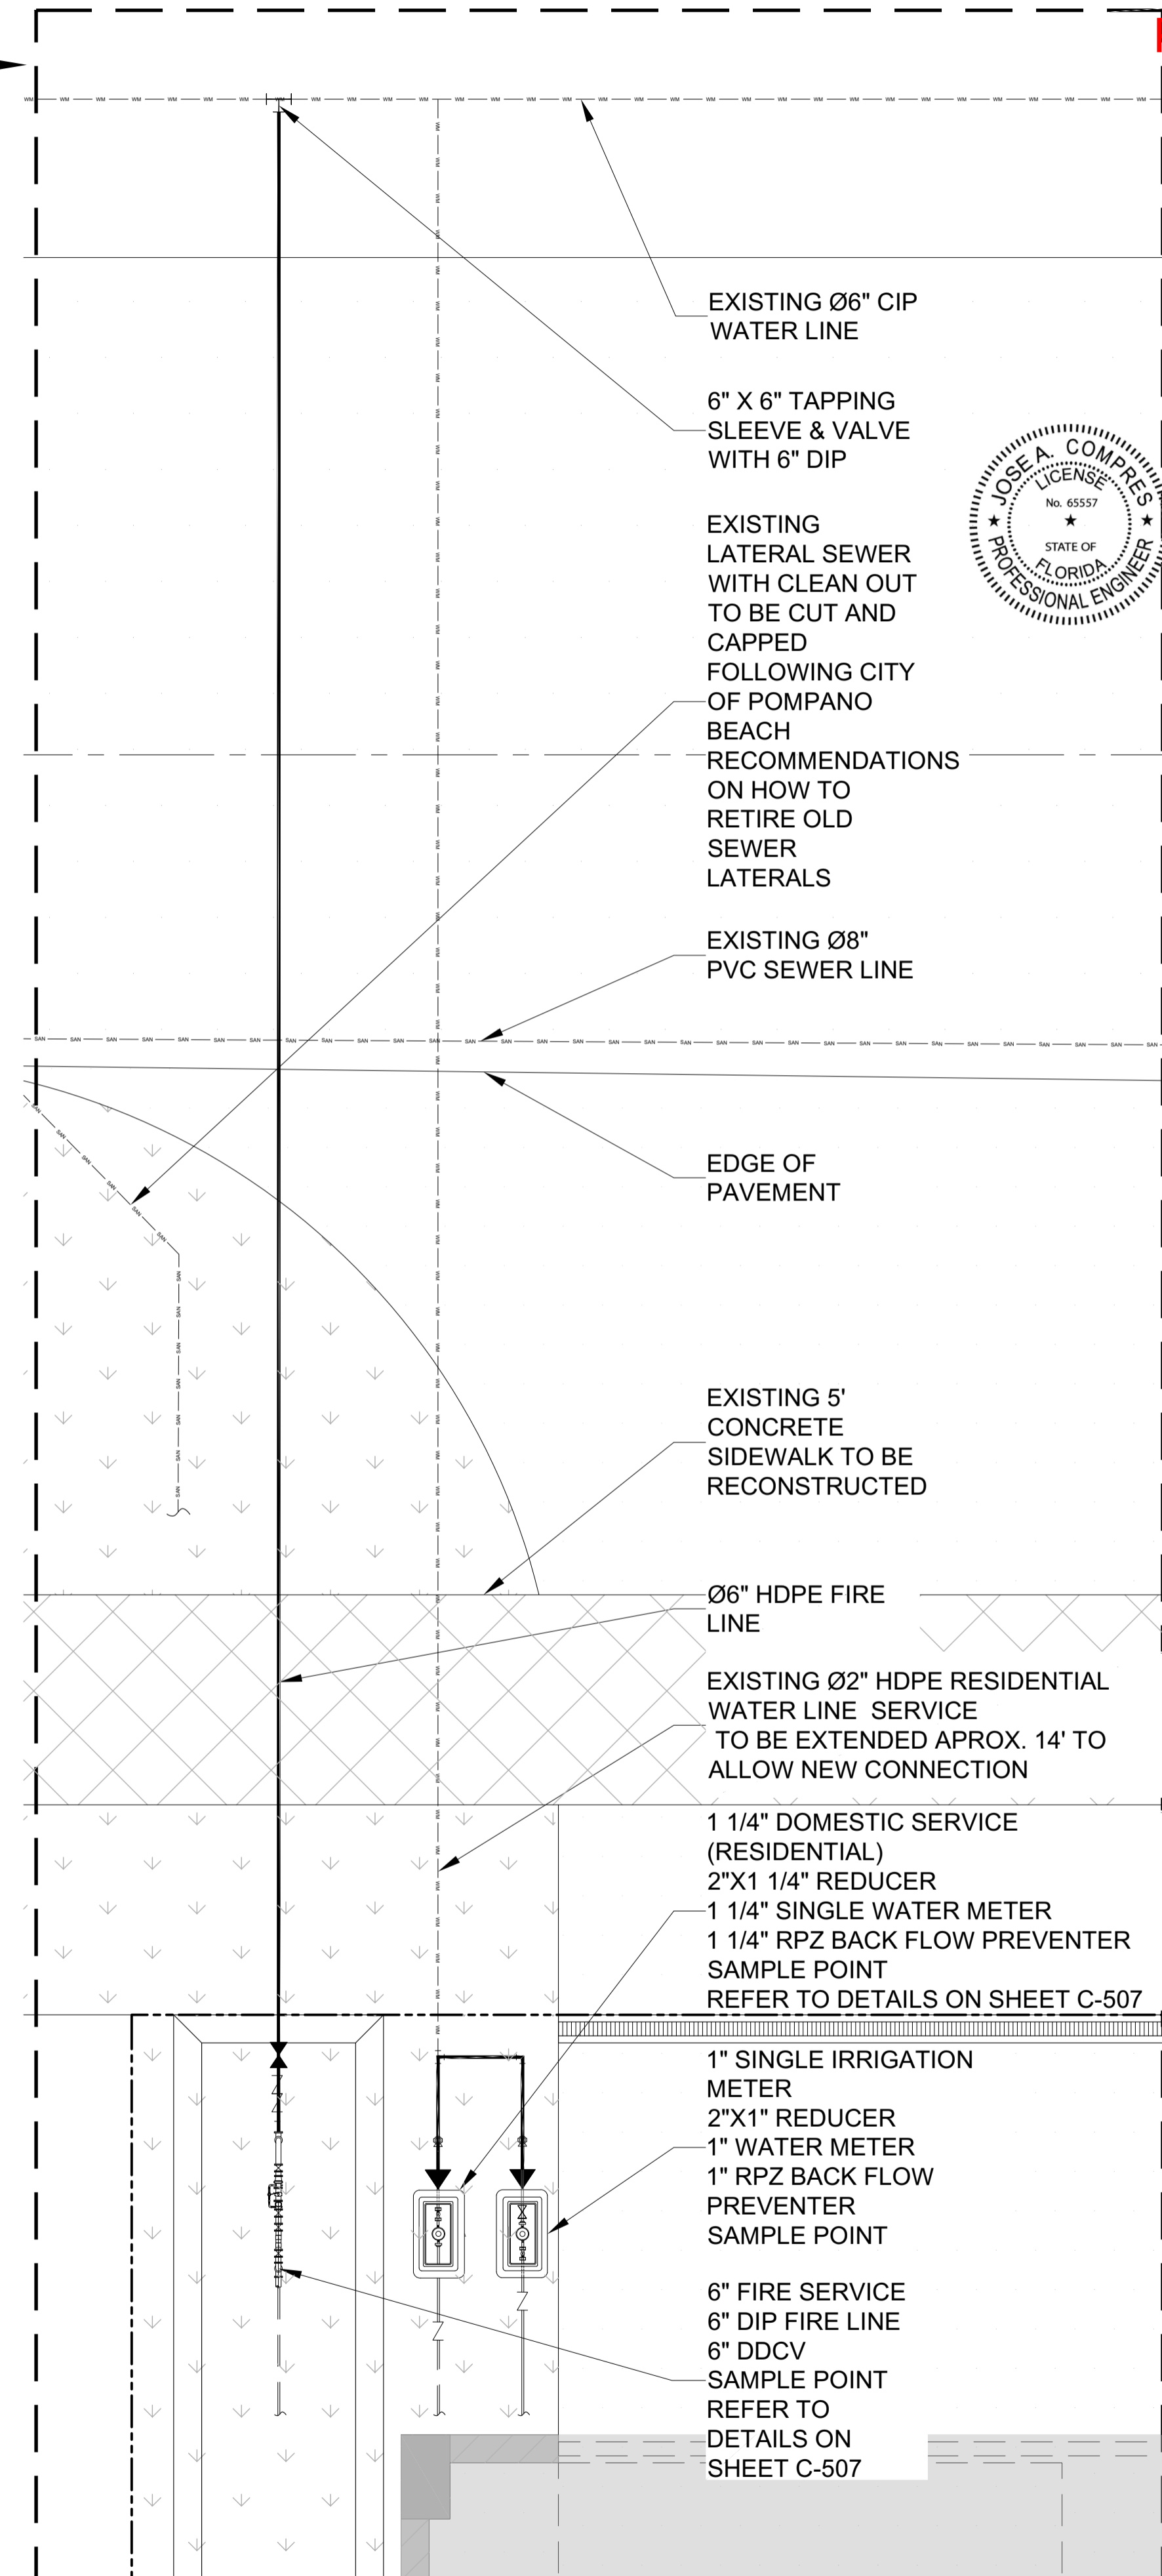 EXISTING Ø6" CIP
WATER LINE
6" X 6" TAPPING
SLEEVE & VALVE
WITH 6" DIP
JOSE A. COMPRES
LICENSE
No. 65557
STATE OF
FLORIDA
PROFESSIONAL ENGINEER
EXISTING
LATERAL SEWER
WITH CLEAN OUT
TO BE CUT AND
CAPPED
FOLLOWING CITY
OF POMPANO
BEACH
RECOMMENDATIONS
ON HOW TO
RETIRE OLD
SEWER
LATERALS
EXISTING Ø8"
PVC SEWER LINE
EDGE OF
PAVEMENT
EXISTING 5'
CONCRETE
SIDEWALK TO BE
RECONSTRUCTED
Ø6" HDPE FIRE
LINE
EXISTING Ø2" HDPE RESIDENTIAL
WATER LINE SERVICE
TO BE EXTENDED APROX. 14' TO
ALLOW NEW CONNECTION
1 1/4" DOMESTIC SERVICE
(RESIDENTIAL)
2"X1 1/4" REDUCER
1 1/4" SINGLE WATER METER
1 1/4" RPZ BACK FLOW PREVENTER
SAMPLE POINT
REFER TO DETAILS ON SHEET C-507
1" SINGLE IRRIGATION
METER
2"X1" REDUCER
1" WATER METER
1" RPZ BACK FLOW
PREVENTER
SAMPLE POINT
6" FIRE SERVICE
6" DIP FIRE LINE
6" DDCV
SAMPLE POINT
REFER TO
DETAILS ON
SHEET C-507